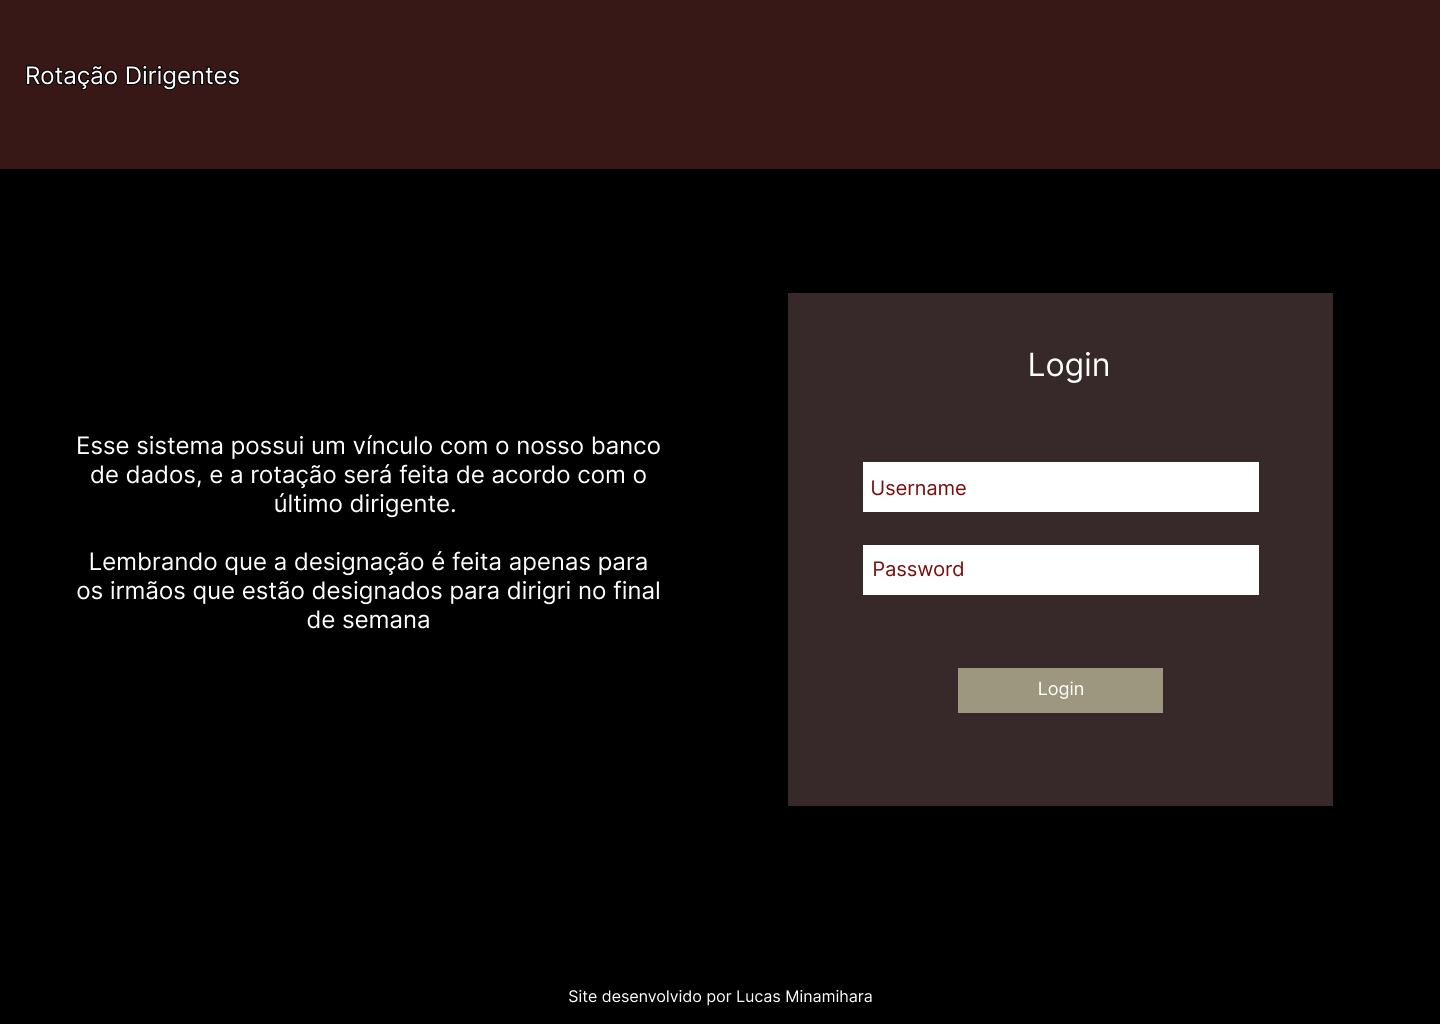 Rotação Dirigentes
Esse sistema possui um vínculo com o nosso banco
de dados, e a rotação será feita de acordo com o
último dirigente.
Lembrando que a designação é feita apenas para
os irmãos que estão designados para dirigri no final
de semana
Login
Username
Password
Login
Site desenvolvido por Lucas Minamihara